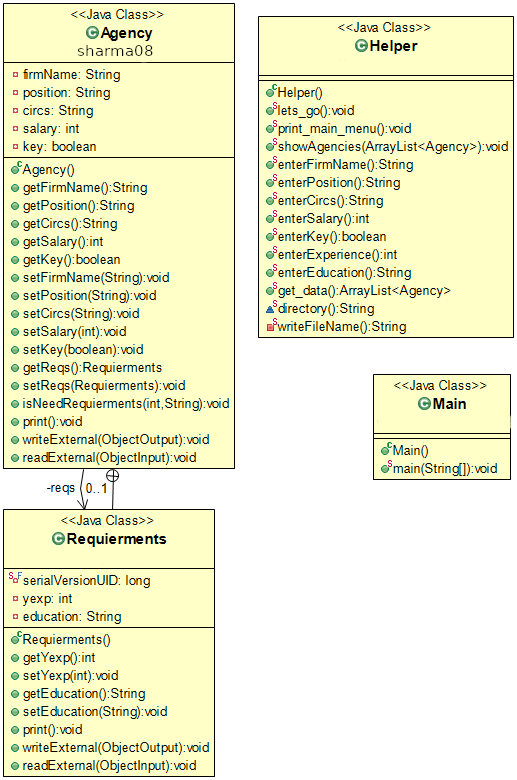 <<Java Class>>
Agency
sharma08
firmName: String
position: String
circs: String
salary: int
key: boolean
Agency()
getFirmName():String
getPosition():String
getCircs():String
getSalary():int
getKey():boolean
setFirmName(String):void
setPosition(String):void
setCircs(String):void
setSalary(int):void
setKey(boolean):void
getReqs():Requierments
setReqs(Requierments):void
isNeedRequierments(int,String):void
print():void
writeExternal(ObjectOutput):void
readExternal(ObjectInput):void
-reqs 0..1
<<Java Class>>
Requierments
serialVersionUID: long
yexp: int
education: String
Requierments()
getYexp():int
setYexp(int):void
getEducation():String
setEducation(String):void
print():void
writeExternal(ObjectOutput):void
readExternal(ObjectInput):void
<<Java Class>>
Helper
Helper()
lets_go():void
print_main_menu():void
showAgencies(ArrayList<Agency>):void
enterFirmName():String
enterPosition():String
enterCircs():String
enterSalary():int
enterKey():boolean
enterExperience():int
enterEducation():String
get_data():ArrayList<Agency>
directory():String
writeFileName():String
<<Java Class>>
Main
Main()
main(String[]):void